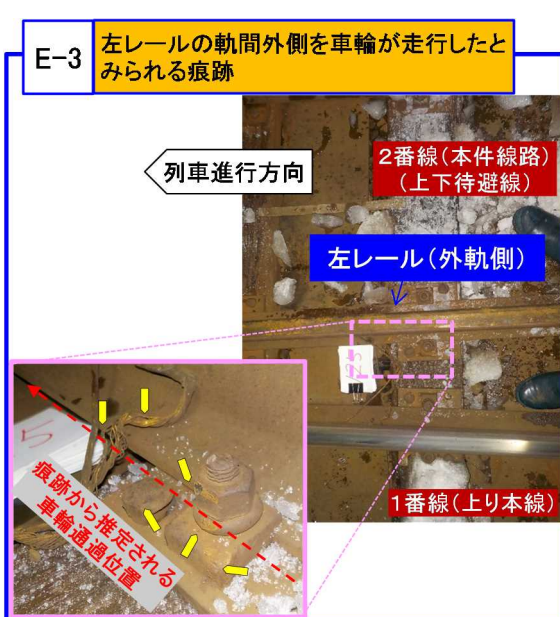 E-3
左レールの軌間外側を車輪が走行したと
みられる痕跡
列車進行方向
2番線(本件線路)
(上下待避線)
左レール(外軌側)
痕跡から推定される
車輪通過位置
1番線(上り本線)